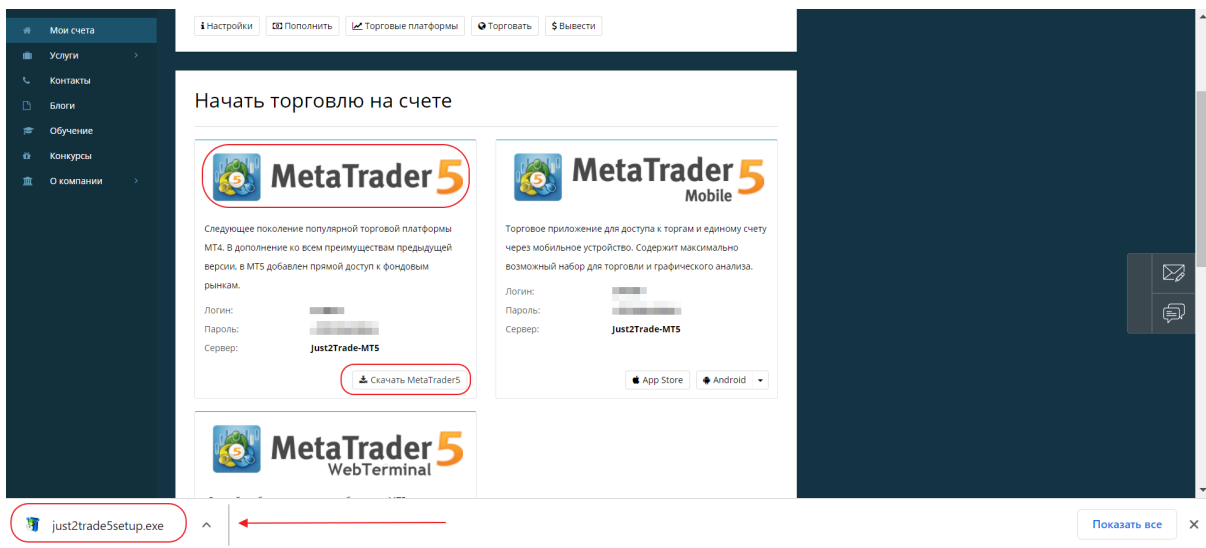 Мои счета
Услуги
Контакты
Блоги
Обучение
Конкурсы
О компании
Настройки Пополнить Торговые платформы Торговать $ Вывести
Начать торговлю на счете
MetaTrader 5
Следующее поколение популярной торговой платформы
МТ4. В дополнение ко всем преимуществам предыдущей
версии, в МТ5 добавлен прямой доступ к фондовым
рынкам.
Логин:
Пароль:
Сервер: Just2Trade-MT5
Скачать MetaTrader5
MetaTrader 5
Mobile
Торговое приложение для доступа к торгам и единому счету
через мобильное устройство. Содержит максимально
возможный набор для торговли и графического анализа.
Логин:
Пароль:
Сервер: Just2Trade-MT5
App Store Android
MetaTrader 5
WebTerminal
just2trade5setup.exe
Показать все